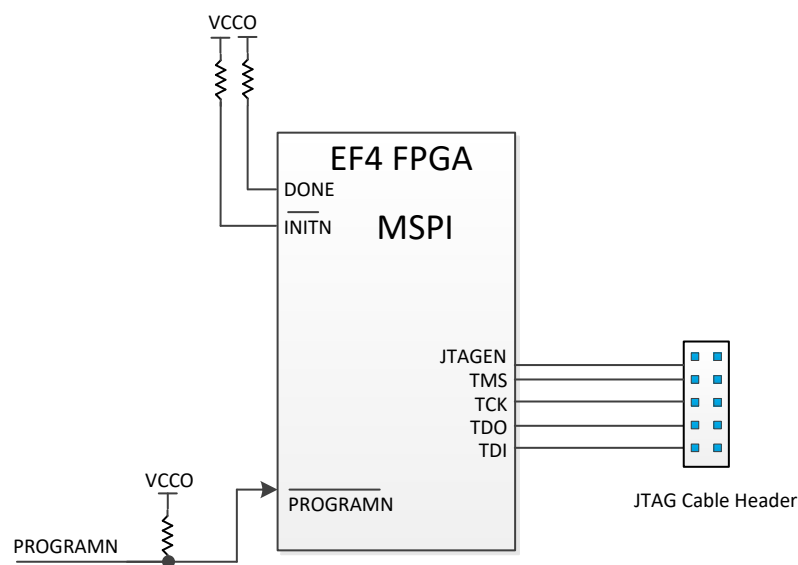 VCCO
EF4 FPGA
DONE
INITN
MSPI
JTAGEN
TMS
TCK
TDO
TDI
JTAG Cable Header
VCCO
PROGRAMN
PROGRAMN